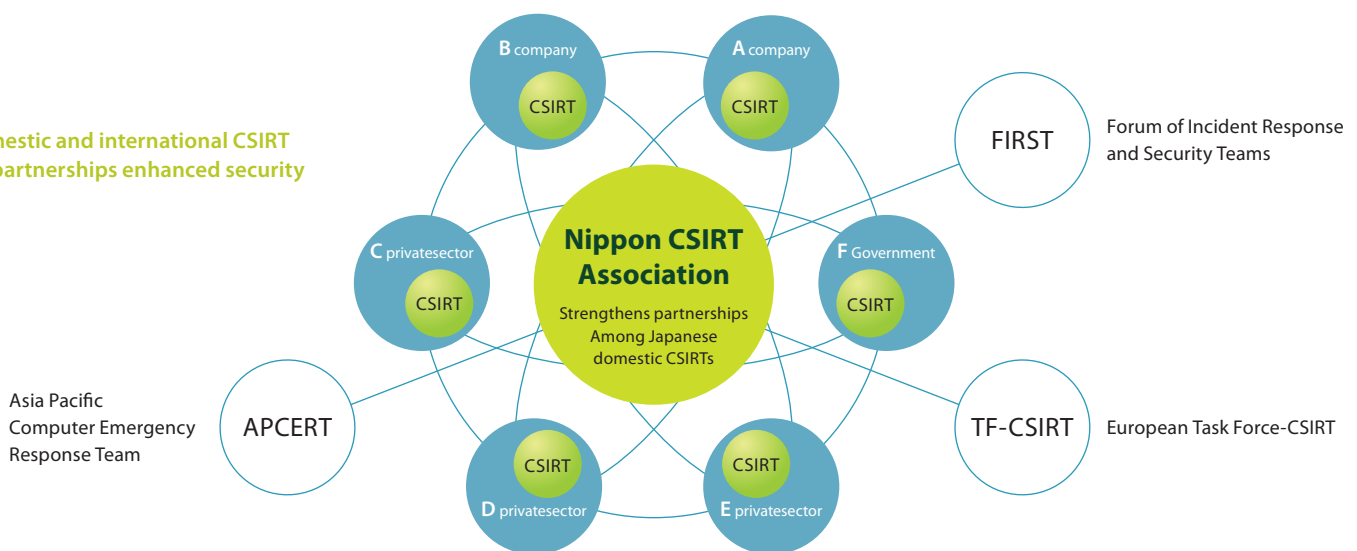 B company
CSIRT
A company
CSIRT
FIRST
Forum of Incident Response
and Security Teams
and international CSIRT
partnerships enhanced security
Nippon CSIRT
Association
Strengthens partnerships
Among Japanese
domestic CSIRTs
C privatesector
CSIRT
F Government
CSIRT
Asia Pacific
Computer Emergency
Response Team
APCERT
TF-CSIRT
European Task Force-CSIRT
CSIRT
D privatesector
CSIRT
E privatesector